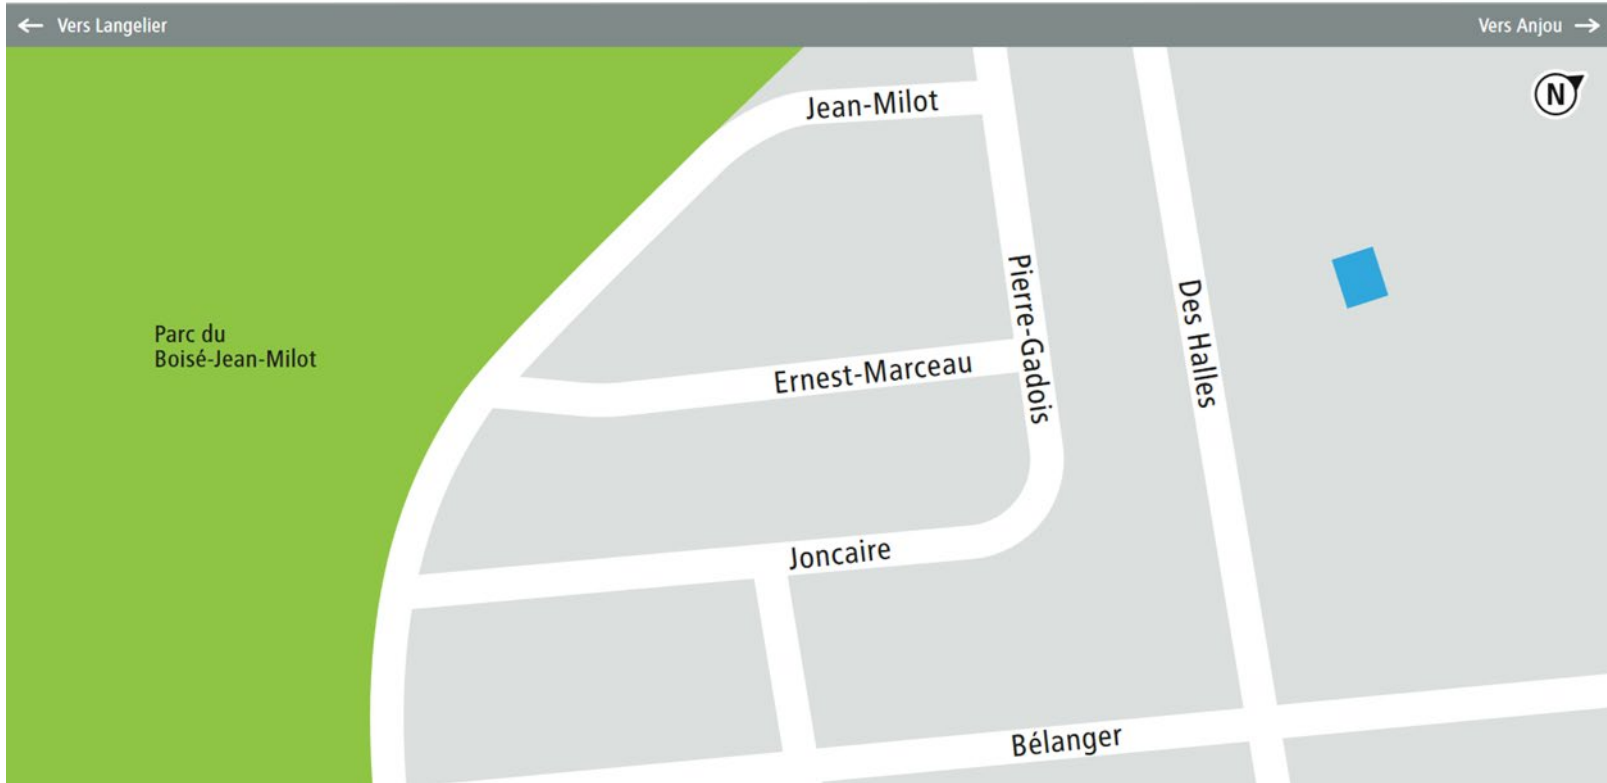 ← Vers Langelier
Vers Anjou →
N
Jean-Milot
Pierre-Gadois
Des Halles
Parc du
Boisé-Jean-Milot
Ernest-Marceau
Joncaire
Bélanger